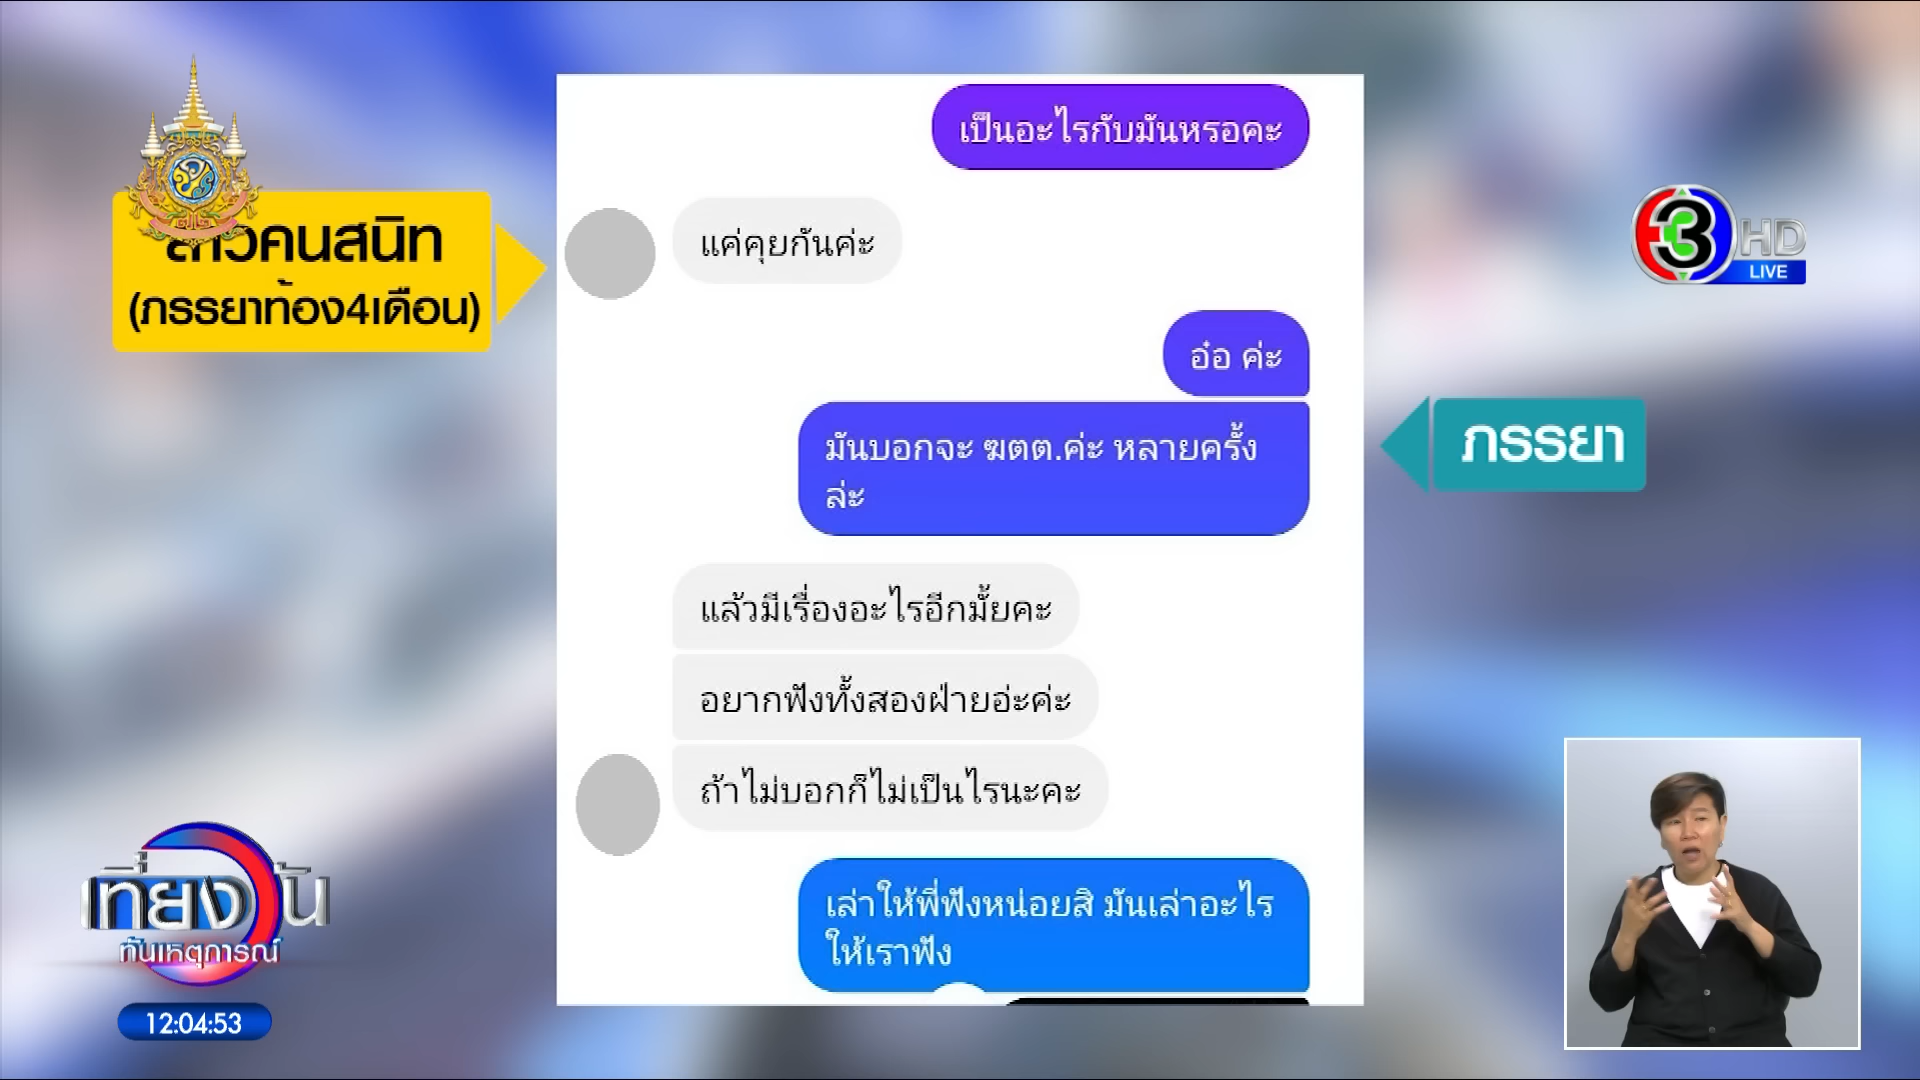 เป็นอะไรกับมันหรอคะ
สาวคนสนิท
(ภรรยาท้อง4เดือน)
แค่คุยกันค่ะ
3 HD
LIVE
อ๋อ ค่ะ
มันบอกจะ ฆตต.ค่ะ หลายครั้ง
ล่ะ
ภรรยา
แล้วมีเรื่องอะไรอีกมั้ยคะ
อยากฟังทั้งสองฝ่ายอ่ะค่ะ
ถ้าไม่บอกก็ไม่เป็นไรนะคะ
เล่าให้พี่ฟังหน่อยสิ มันเล่าอะไร
ให้เราฟัง
เที่ยงวัน
ทันเหตุการณ์
12:04:53